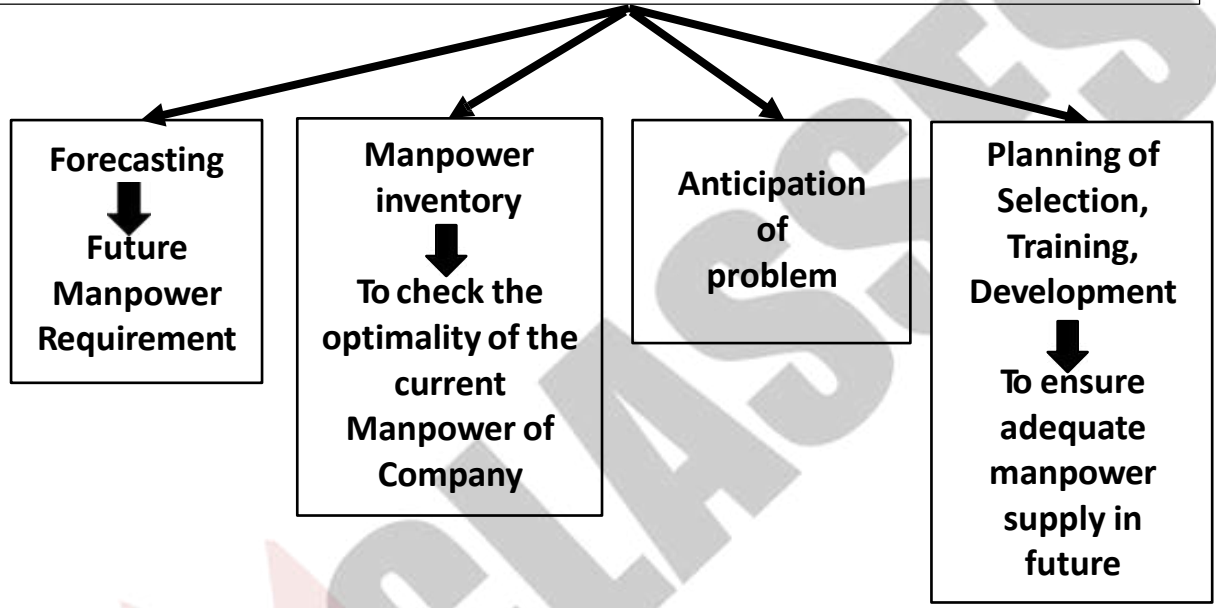 Forecasting
Future
Manpower
Requirement
Manpower
inventory
To check the
optimality of the
current
Manpower of
Company
Anticipation
of
problem
Planning of
Selection,
Training,
Development
To ensure
adequate
manpower
supply in
future
CLASSES